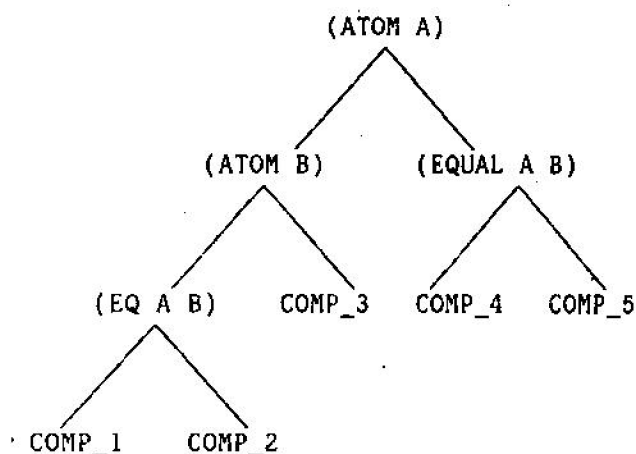 (ATOM A)
(ATOM B) (EQUAL A B)
(EQ A B) COMP_3 COMP_4 COMP_5
COMP_1 COMP_2